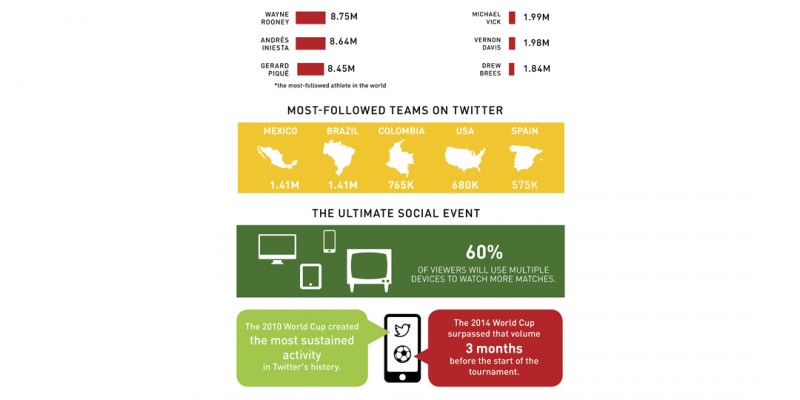 WAYNE ROONEY 8.75M
ANDRÉS INIESTA 8.64M
GERARD PIQUÉ 8.45M
*the most-followed athlete in the world
MICHAEL VICK 1.99M
VERNON DAVIS 1.98M
DREW BREES 1.84M
MOST-FOLLOWED TEAMS ON TWITTER
MEXICO BRAZIL COLOMBIA USA SPAIN
1.41M 1.41M 765K 680K 575K
THE ULTIMATE SOCIAL EVENT
60%
OF VIEWERS WILL USE MULTIPLE
DEVICES TO WATCH MORE MATCHES.
The 2010 World Cup created
the most sustained
activity
in Twitter's history.
The 2014 World Cup
surpassed that volume
3 months
before the start of the
tournament.